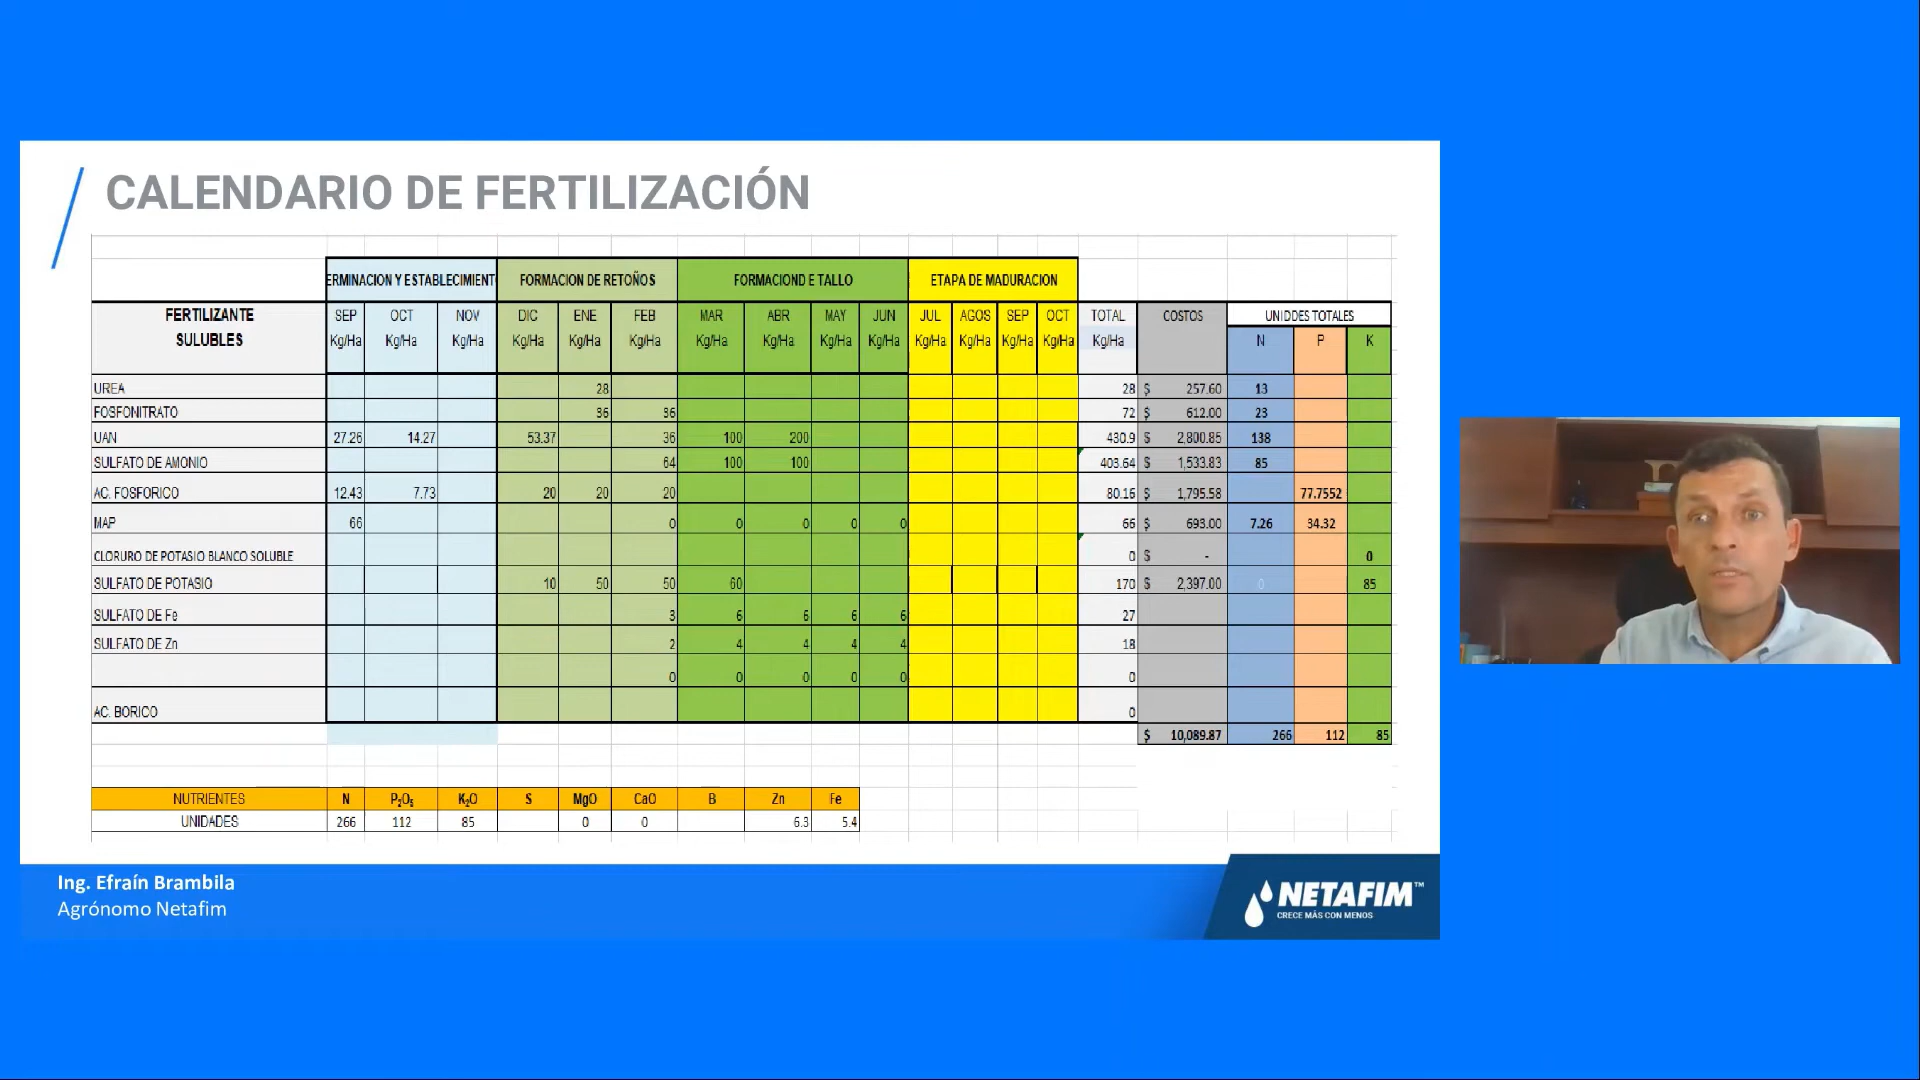 CALENDARIO DE FERTILIZACIÓN
ERMINACION Y ESTABLECIMIENT FORMACION DE RETOÑOS FORMACIOND E TALLO ETAPA DE MADURACION
FERTILIZANTE SEP OCT NOV DIC ENE FEB MAR ABR MAY JUN JUL AGOS SEP OCT TOTAL COSTOS UNIDDES TOTALES
SULUBLES Kg/Ha Kg/Ha Kg/Ha Kg/Ha Kg/Ha Kg/Ha Kg/Ha Kg/Ha Kg/Ha Kg/Ha Kg/Ha Kg/Ha Kg/Ha Kg/Ha Kg/Ha N P K
UREA 28 28 $ 257.60 13
FOSFONITRATO 36 36 72 $ 612.00 23
UAN 27.26 14.27 53.37 36 100 200 430.9 $ 2,800.85 138
SULFATO DE AMONIO 64 100 100 403.64 $ 1,533.83 85
AC. FOSFORICO 12.43 7.73 20 20 20 80.16 $ 1,795.58 77.7552
MAP 66 0 0 0 0 0 66 $ 693.00 7.26 34.32
CLORURO DE POTASIO BLANCO SOLUBLE 0 $ - 0
SULFATO DE POTASIO 10 50 50 60 170 $ 2,397.00 0 85
SULFATO DE Fe 3 6 6 6 6 27
SULFATO DE Zn 2 4 4 4 4 18
0 0 0 0 0 0
AC. BORICO 0
$ 10,089.87 266 112 85
NUTRIENTES N P₂O₅ K₂O S MgO CaO B Zn Fe
UNIDADES 266 112 85 0 0 6.3 5.4
Ing. Efraín Brambila
Agrónomo Netafim
NETAFIM™
CRECE MÁS CON MENOS